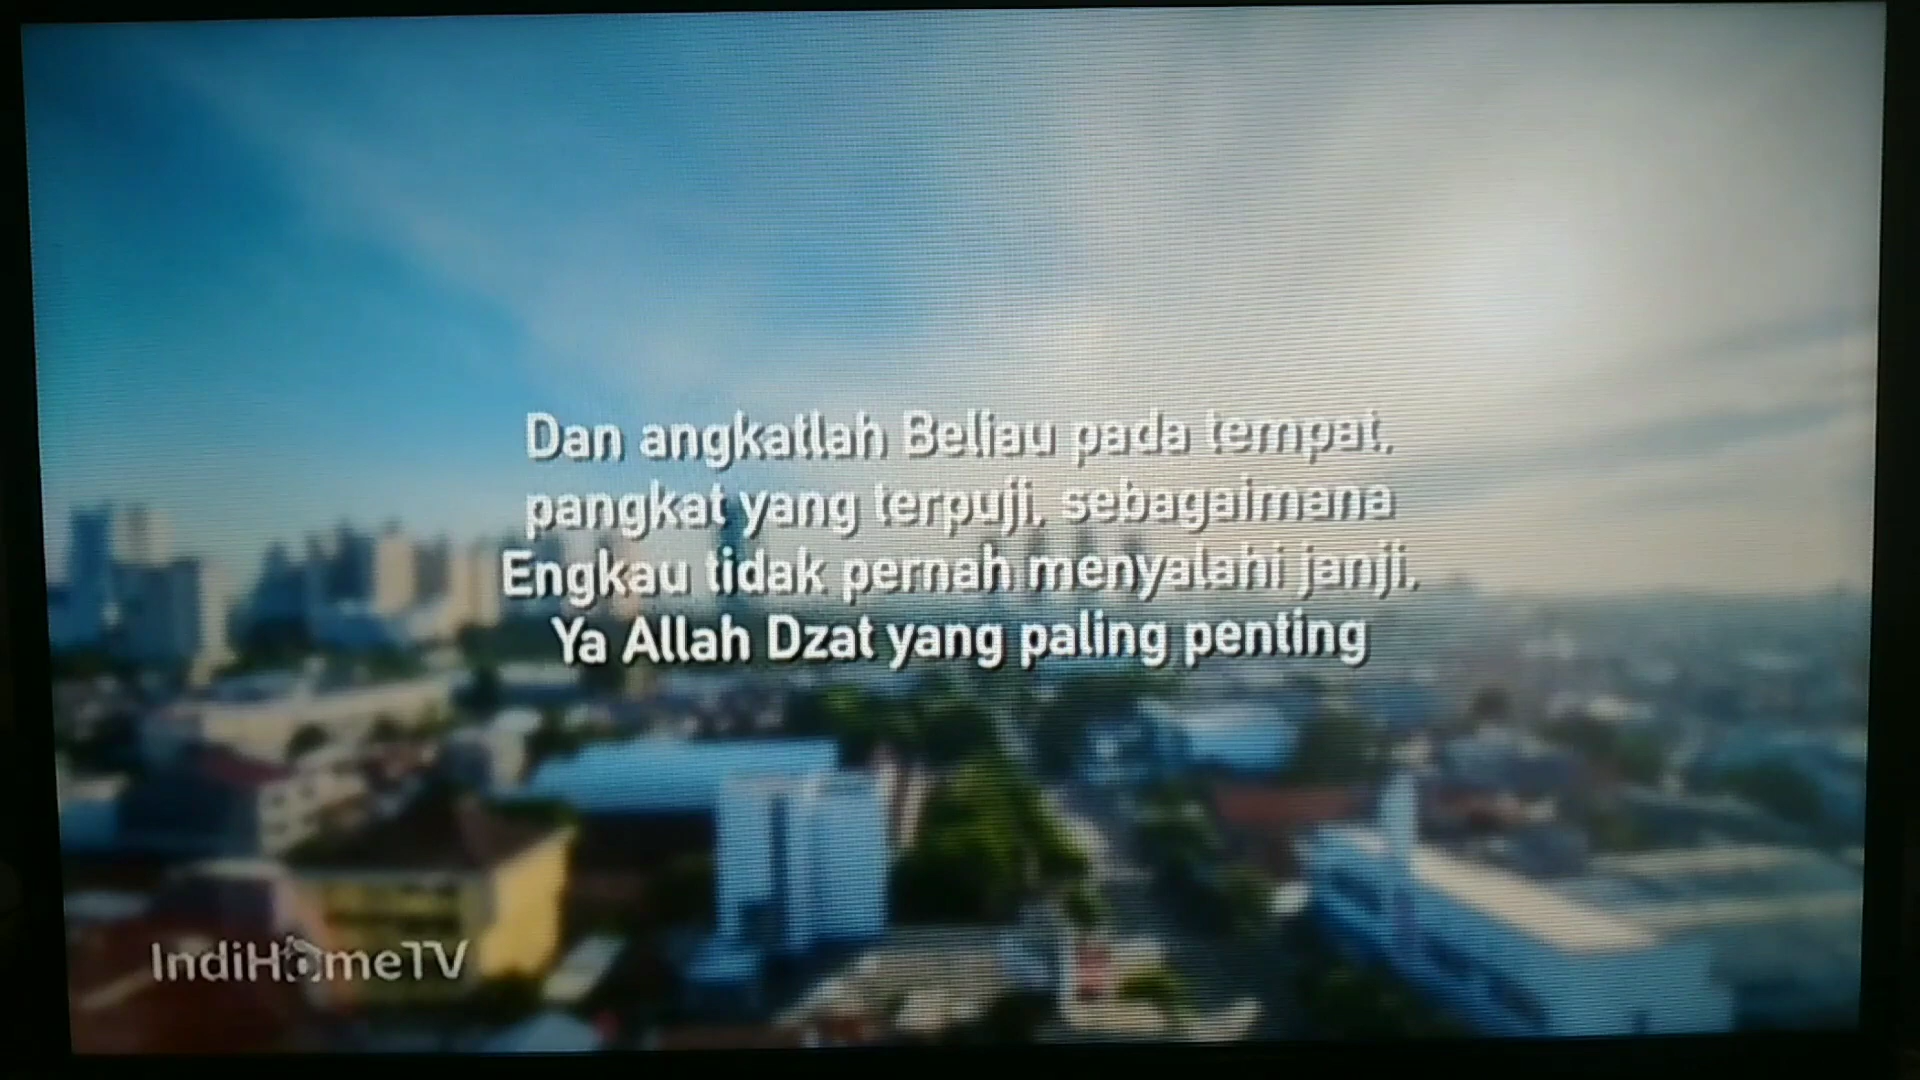 Dan angkatlah Beliau pada tempat,
pangkat yang terpuji, sebagaimana
Engkau tidak pernah menyalahi janji,
Ya Allah Dzat yang paling penting
IndiHomeTV